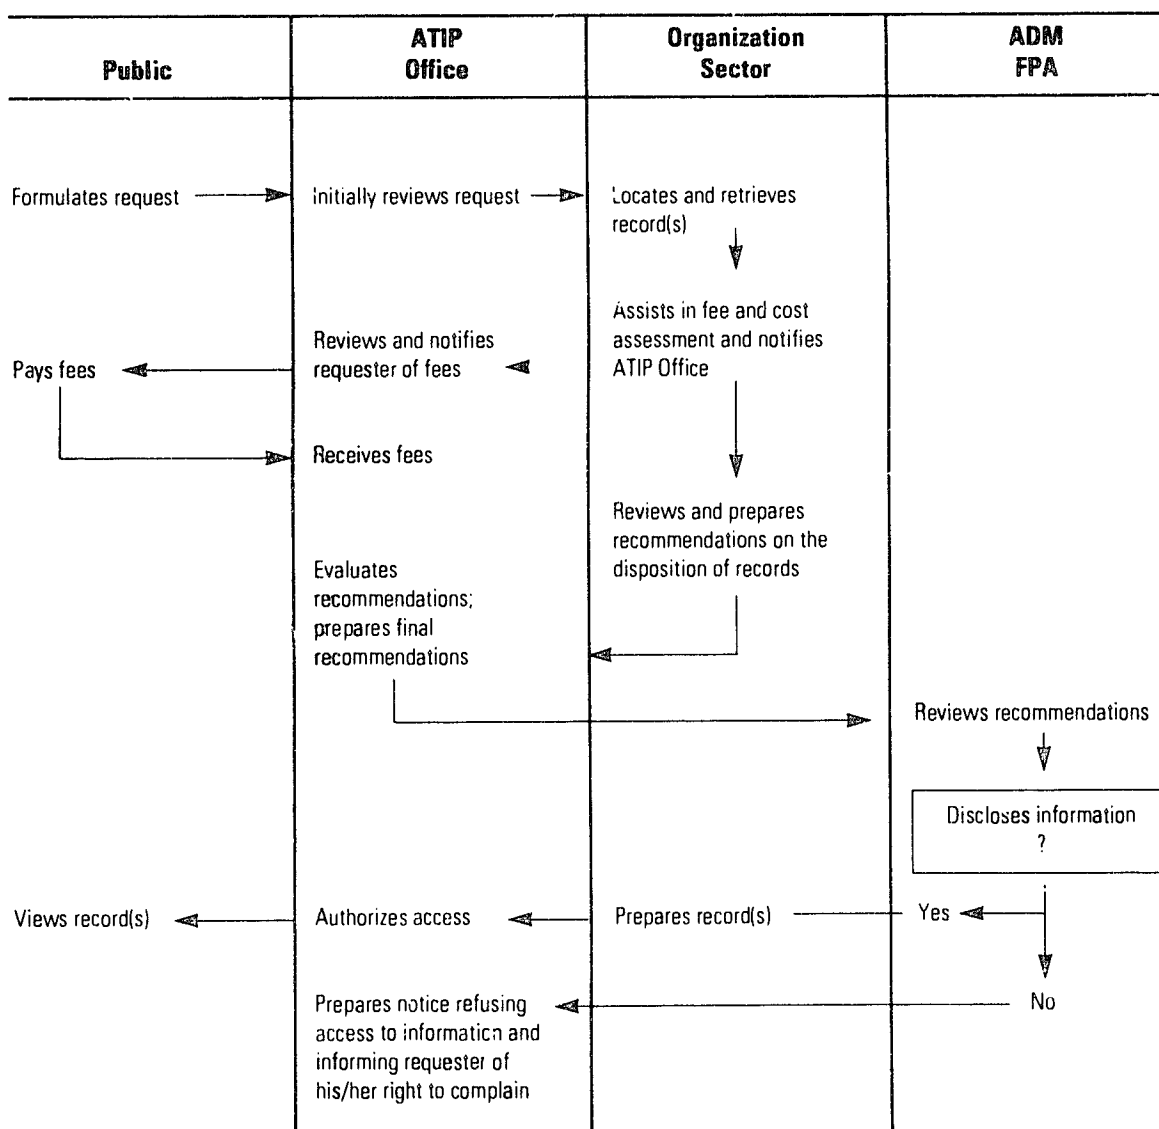 Public
ATIP
Office
Organization
Sector
ADM
FPA
Formulates request
Initially reviews request
Locates and retrieves
record(s)
Assists in fee and cost
assessment and notifies
ATIP Office
Reviews and notifies
requester of fees
Pays fees
Receives fees
Reviews and prepares
recommendations on the
disposition of records
Evaluates
recommendations;
prepares final
recommendations
Reviews recommendations
Discloses information
?
Views record(s)
Authorizes access
Prepares record(s)
Yes
No
Prepares notice refusing
access to information and
informing requester of
his/her right to complain